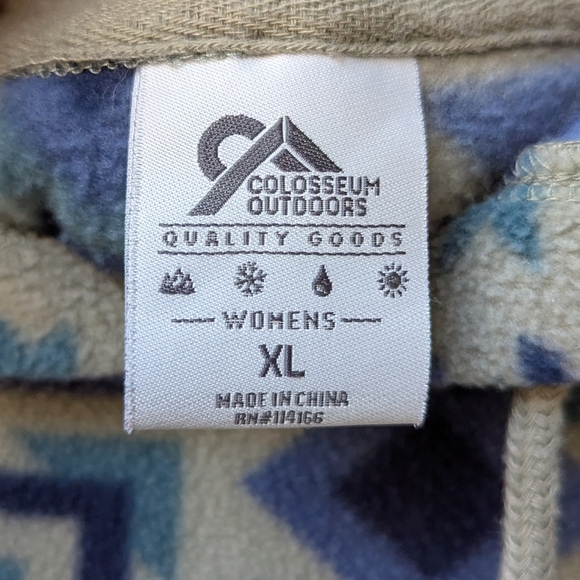 COLOSSEUM
OUTDOORS
QUALITY GOODS
WOMENS
XL
MADE IN CHINA
RN#114166